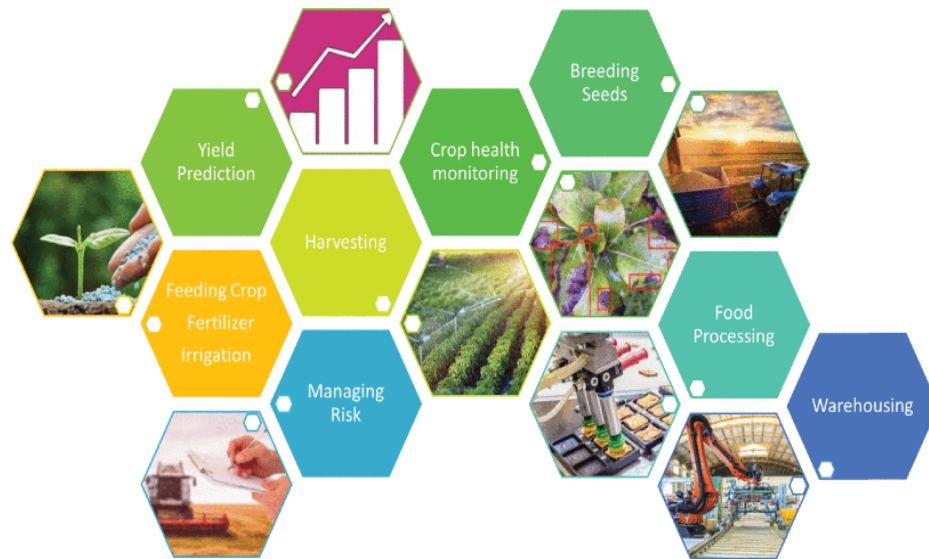 Breeding
Seeds
Yield
Prediction
Crop health
monitoring
Harvesting
Feeding Crop
Fertilizer
Irrigation
Food
Processing
Managing
Risk
Warehousing